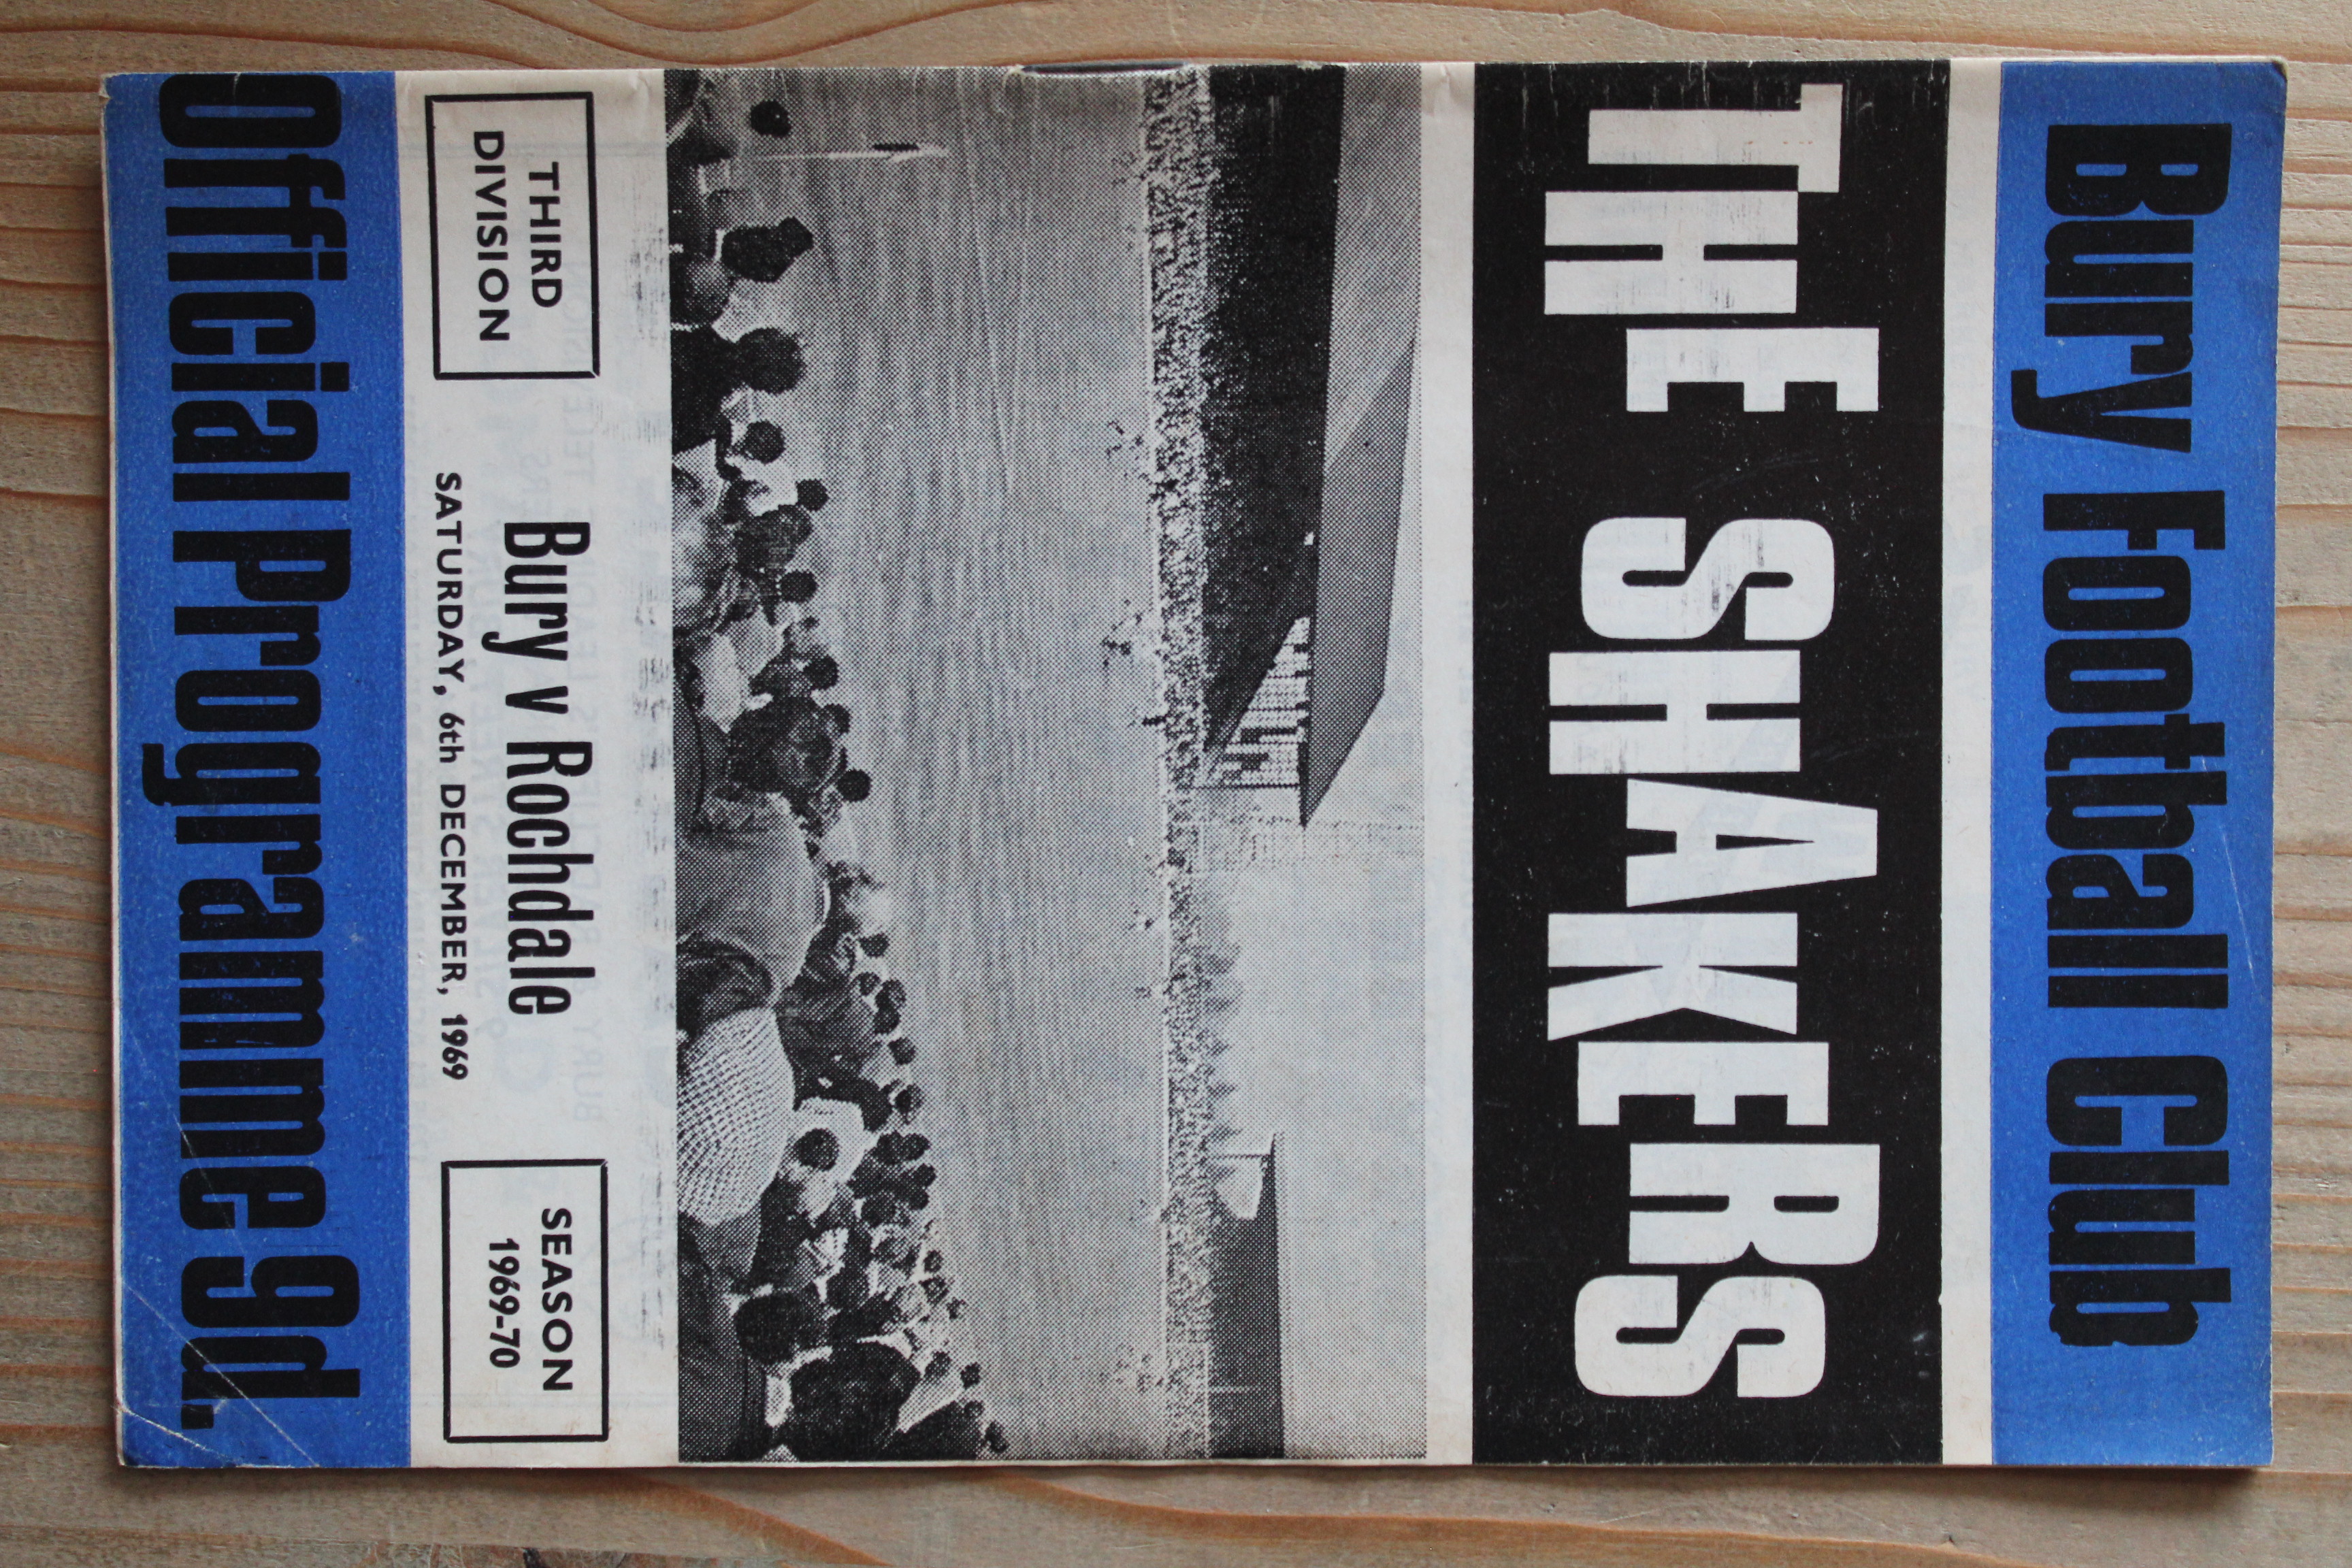 Bury Football Club
THE SHAKERS
THIRD
DIVISION
Bury v Rochdale
SATURDAY, 6th DECEMBER, 1969
SEASON
1969-70
Official Programme 9d.